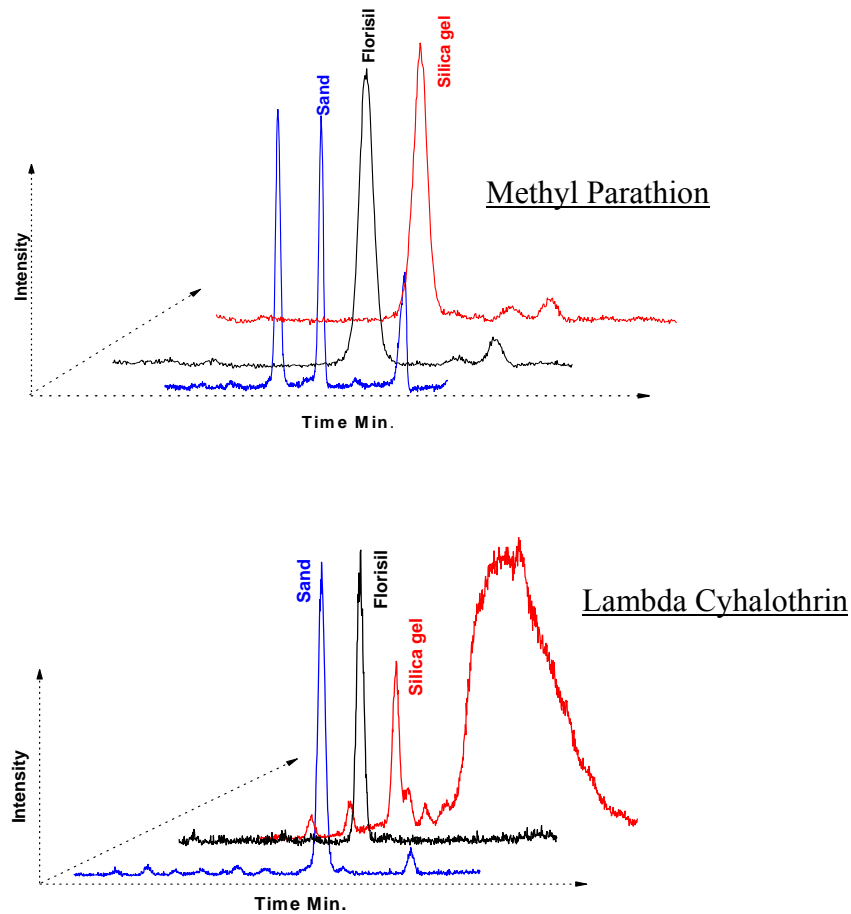 Florisil
Silica gel
Sand
Methyl Parathion
Intensity
Time Min.
Sand
Florisil
Silica gel
Lambda Cyhalothrin
Intensity
Time Min.